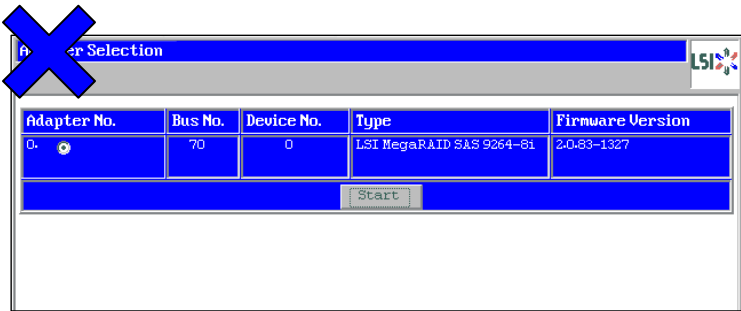 Selection
LSI
Adapter No. Bus No. Device No. Type Firmware Version
0. 70 0 LSI MegaRAID SAS 9264-8i 2.0.83-1327
Start